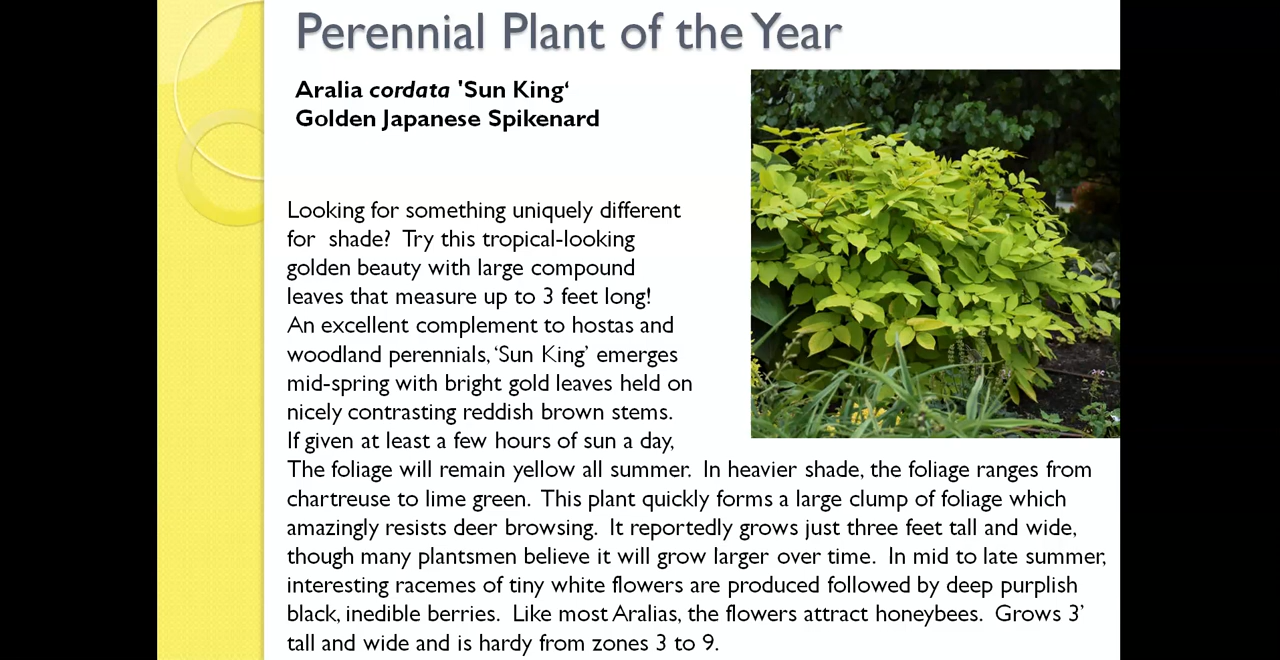 Perennial Plant of the Year
Aralia cordata 'Sun King‘
Golden Japanese Spikenard
Looking for something uniquely different
for  shade?  Try this tropical-looking
golden beauty with large compound
leaves that measure up to 3 feet long!
An excellent complement to hostas and
woodland perennials, ‘Sun King’ emerges
mid-spring with bright gold leaves held on
nicely contrasting reddish brown stems.
If given at least a few hours of sun a day,
The foliage will remain yellow all summer.  In heavier shade, the foliage ranges from
chartreuse to lime green.  This plant quickly forms a large clump of foliage which
amazingly resists deer browsing.  It reportedly grows just three feet tall and wide,
though many plantsmen believe it will grow larger over time.  In mid to late summer,
interesting racemes of tiny white flowers are produced followed by deep purplish
black, inedible berries.  Like most Aralias, the flowers attract honeybees.  Grows 3’
tall and wide and is hardy from zones 3 to 9.